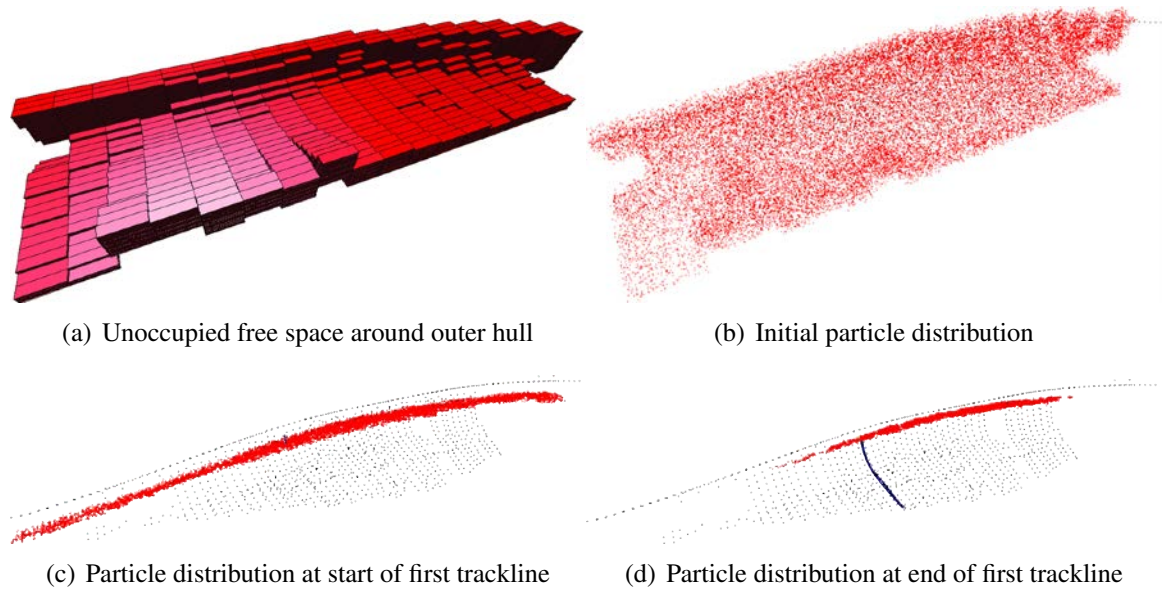 (a) Unoccupied free space around outer hull
(b) Initial particle distribution
(c) Particle distribution at start of first trackline
(d) Particle distribution at end of first trackline